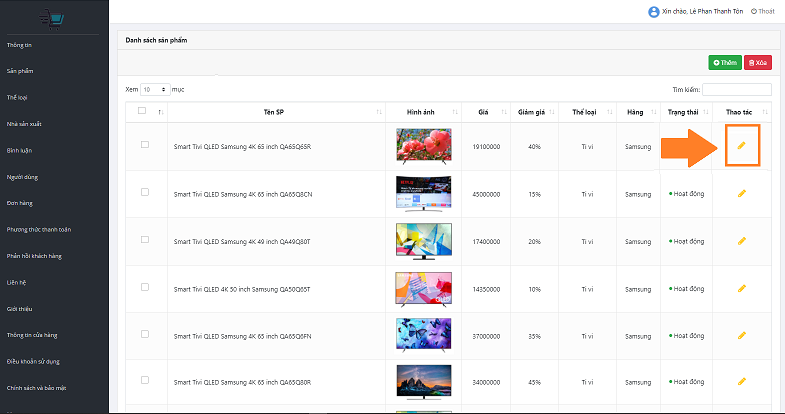 Xin chào, Lê Phan Thanh Tôn Thoát
Thông tin
Sản phẩm
Thể loại
Nhà sản xuất
Bình luận
Người dùng
Đơn hàng
Phương thức thanh toán
Phản hồi khách hàng
Liên hệ
Giới thiệu
Thông tin cửa hàng
Điều khoản sử dụng
Chính sách và bảo mật
Danh sách sản phẩm
Thêm Xóa
Xem 10 mục Tìm kiếm:
Tên SP Hình ảnh Giá Giảm giá Thể loại Hãng Trạng thái Thao tác
Smart Tivi QLED Samsung 4K 65 inch QA65Q65R 19100000 40% Ti vi Samsung
Smart Tivi QLED Samsung 4K 65 inch QA65Q8CN 45000000 15% Ti vi Samsung Hoạt động
Smart Tivi QLED Samsung 4K 49 inch QA49Q80T 17400000 20% Ti vi Samsung Hoạt động
Smart Tivi QLED 4K 50 inch Samsung QA50Q65T 14350000 10% Ti vi Samsung Hoạt động
Smart Tivi QLED Samsung 4K 65 inch QA65Q6FN 37000000 35% Ti vi Samsung Hoạt động
Smart Tivi QLED Samsung 4K 65 inch QA65Q80R 34000000 45% Ti vi Samsung Hoạt động